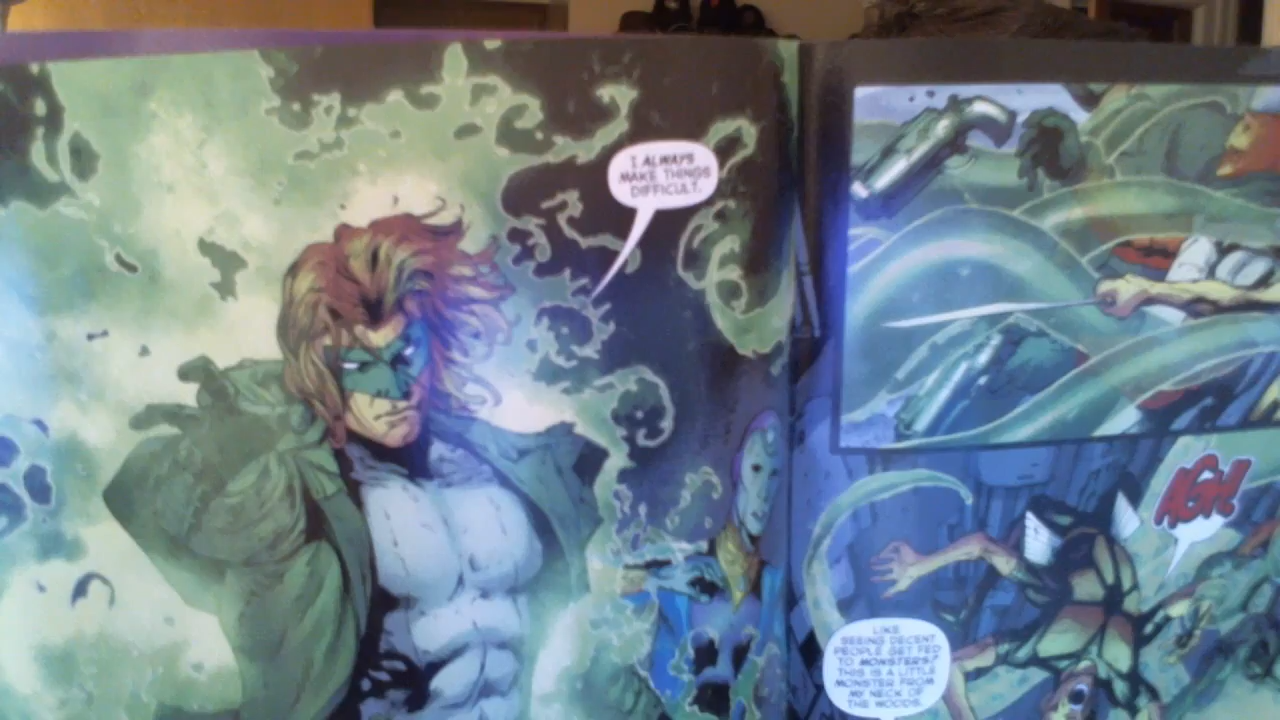 I ALWAYS
MAKE THINGS
DIFFICULT.
AGH!
LIKE
SEEING DECENT
PEOPLE GET FED
TO MONSTERS?
THIS IS A LITTLE
MONSTER FROM
MY NECK OF
THE WOODS.